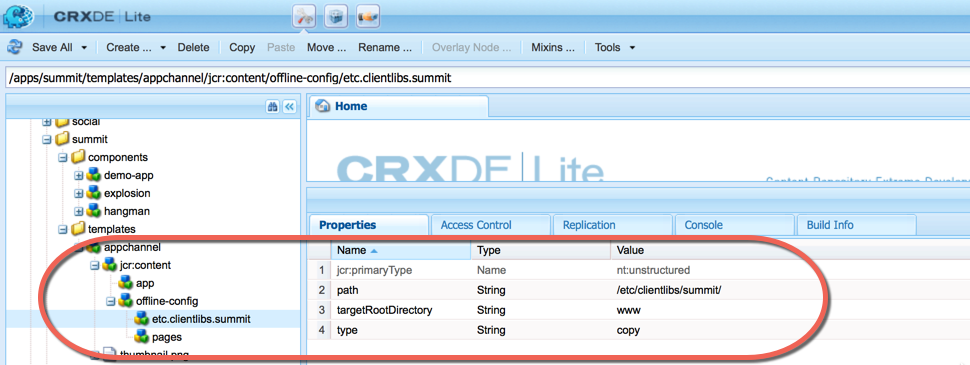 CRXDE | Lite
Save All Create ... Delete Copy Paste Move ... Rename ... Overlay Node ... Mixins ... Tools
/apps/summit/templates/appchannel/jcr:content/offline-config/etc.clientlibs.summit
Home
social
summit
components
demo-app
explosion
hangman
templates
appchannel
jcr:content
app
offline-config
etc.clientlibs.summit
pages
thumbnail.png
CRXDE | Lite
Content Repository Extreme Develop
Properties Access Control Replication Console Build Info
Name Type Value
1 jcr:primaryType Name nt:unstructured
2 path String /etc/clientlibs/summit/
3 targetRootDirectory String www
4 type String copy